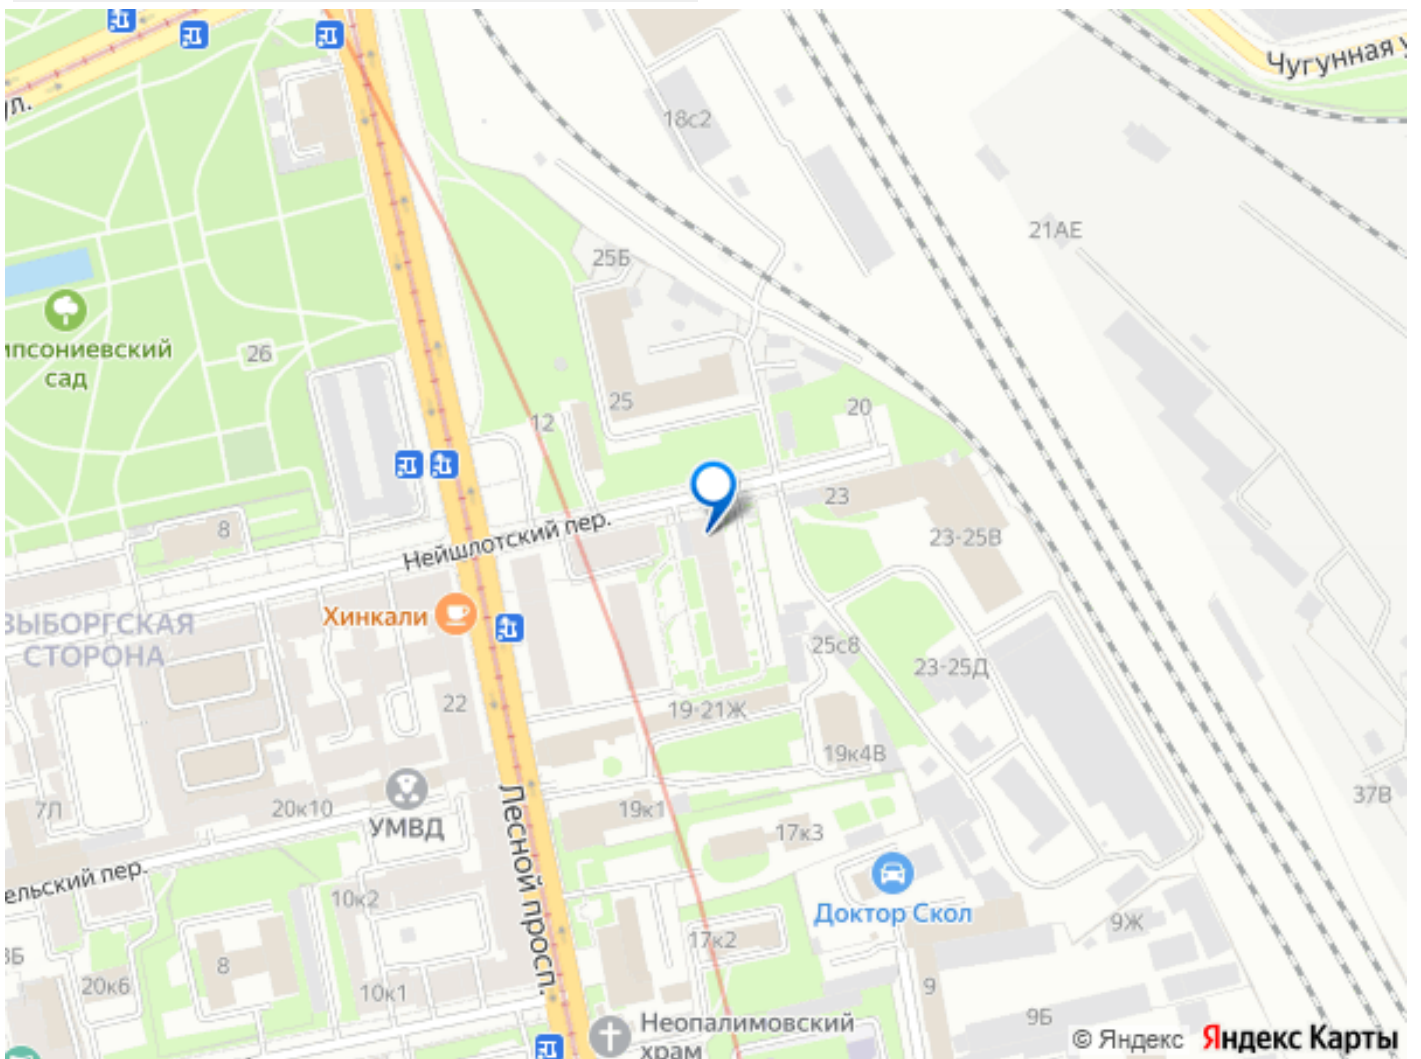 Чугунная у
л.
18с2
21АЕ
25Б
ипсониевский
сад
26
25
12
20
23
8
Нейшлотский пер.
23-25В
ВЫБОРГСКАЯ
СТОРОНА
Хинкали
25с8
23-25Д
22
19-21Ж
19к4В
37В
7Л
20к10
УМВД
19к1
17к3
Лесной просп.
ельский пер.
10к2
Доктор Скол
9Ж
17к2
3Б
8
20к6
10к1
9
9Б
Неопалимовский
храм
© Яндекс Яндекс Карты